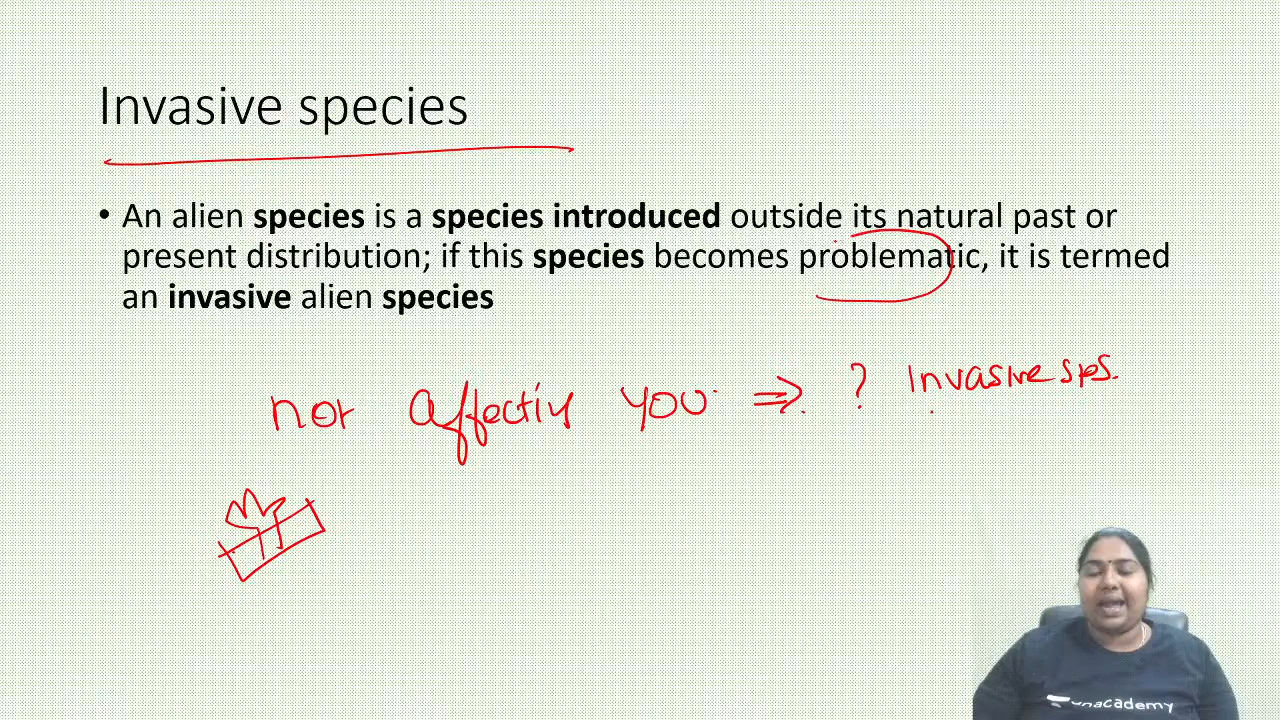 Invasive species
• An alien species is a species introduced outside its natural past or
present distribution; if this species becomes problematic, it is termed
an invasive alien species
not affectiy you ⇒ ? Invasive sps.
unacademy